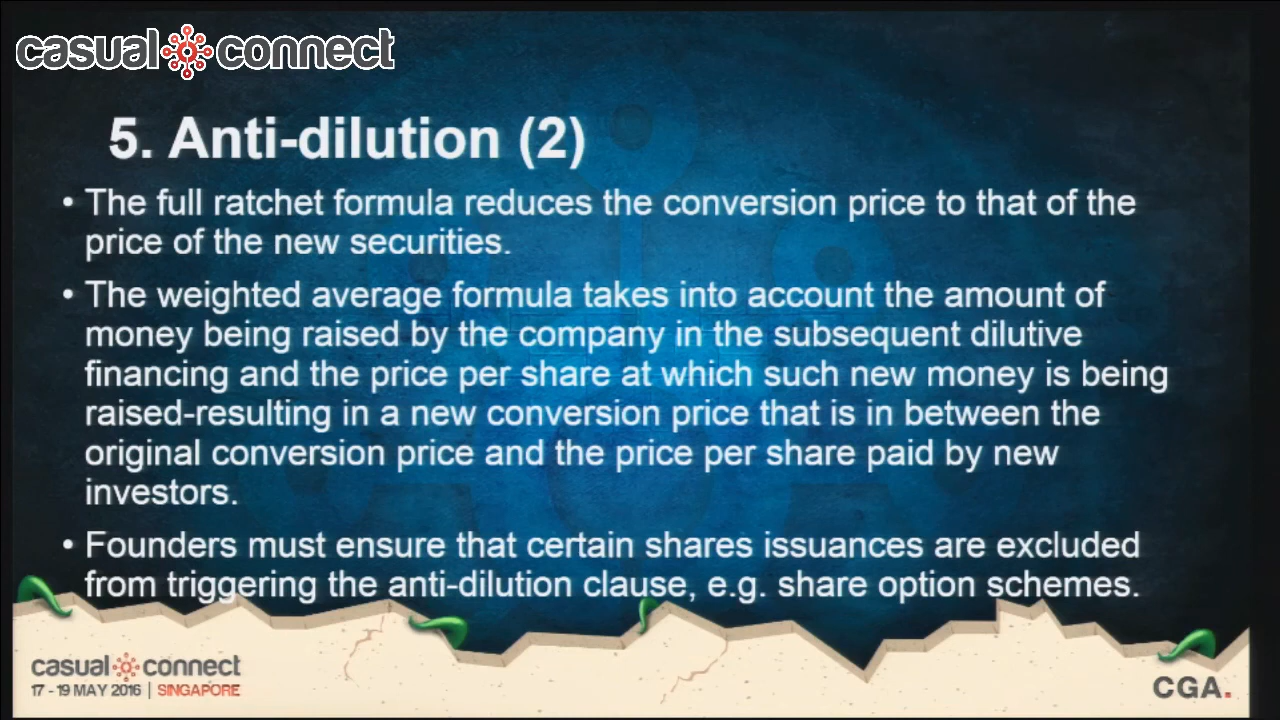 casual connect
5. Anti-dilution (2)
• The full ratchet formula reduces the conversion price to that of the
price of the new securities.
• The weighted average formula takes into account the amount of
money being raised by the company in the subsequent dilutive
financing and the price per share at which such new money is being
raised-resulting in a new conversion price that is in between the
original conversion price and the price per share paid by new
investors.
• Founders must ensure that certain shares issuances are excluded
from triggering the anti-dilution clause, e.g. share option schemes.
casual connect
17 - 19 MAY 2016 | SINGAPORE
CGA.